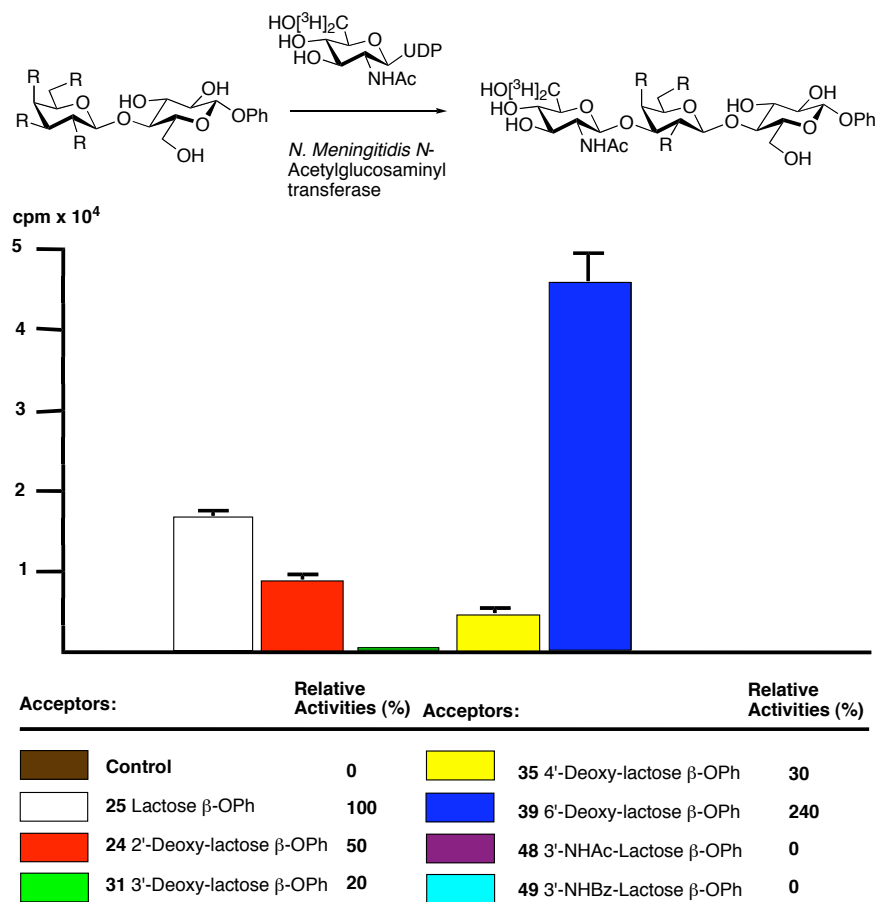 HO[³H]₂C
HO
HO
O
UDP
NHAc
R
R
R
R
O
O
HO
OH
O
O
OPh
OH
N. Meningitidis N-
Acetylglucosaminyl
transferase
HO[³H]₂C
HO
HO
O
NHAc
O
R
R
O
R
O
HO
OH
O
OPh
OH
cpm x 10⁴
5
4
3
2
1
Acceptors:
Relative
Activities (%)
Acceptors:
Relative
Activities (%)
Control 0
25 Lactose β-OPh 100
24 2'-Deoxy-lactose β-OPh 50
31 3'-Deoxy-lactose β-OPh 20
35 4'-Deoxy-lactose β-OPh 30
39 6'-Deoxy-lactose β-OPh 240
48 3'-NHAc-Lactose β-OPh 0
49 3'-NHBz-Lactose β-OPh 0